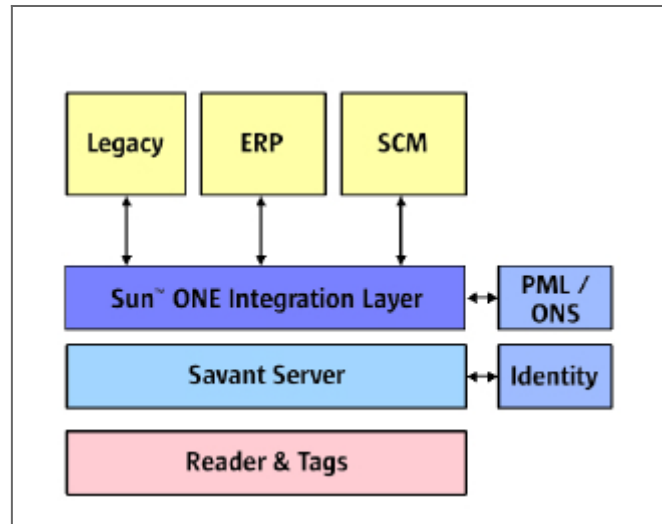 Legacy
ERP
SCM
Sun™ ONE Integration Layer
PML /
ONS
Savant Server
Identity
Reader & Tags